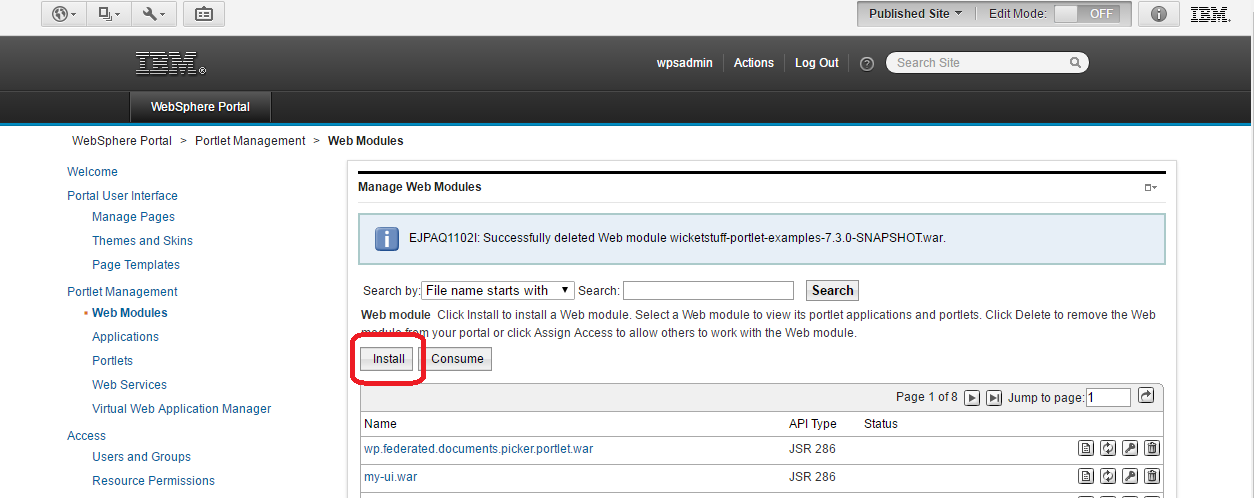 Published Site Edit Mode: OFF IBM.
IBM®
wpsadmin Actions Log Out ? Search Site
WebSphere Portal
WebSphere Portal > Portlet Management > Web Modules
Welcome
Portal User Interface
Manage Pages
Themes and Skins
Page Templates
Portlet Management
Web Modules
Applications
Portlets
Web Services
Virtual Web Application Manager
Access
Users and Groups
Resource Permissions
Manage Web Modules
EJPAQ1102I: Successfully deleted Web module wicketstuff-portlet-examples-7.3.0-SNAPSHOT.war.
Search by: File name starts with Search: Search
Web module Click Install to install a Web module. Select a Web module to view its portlet applications and portlets. Click Delete to remove the Web
module from your portal or click Assign Access to allow others to work with the Web module.
Install Consume
Page 1 of 8 Jump to page: 1
Name API Type Status
wp.federated.documents.picker.portlet.war JSR 286
my-ui.war JSR 286